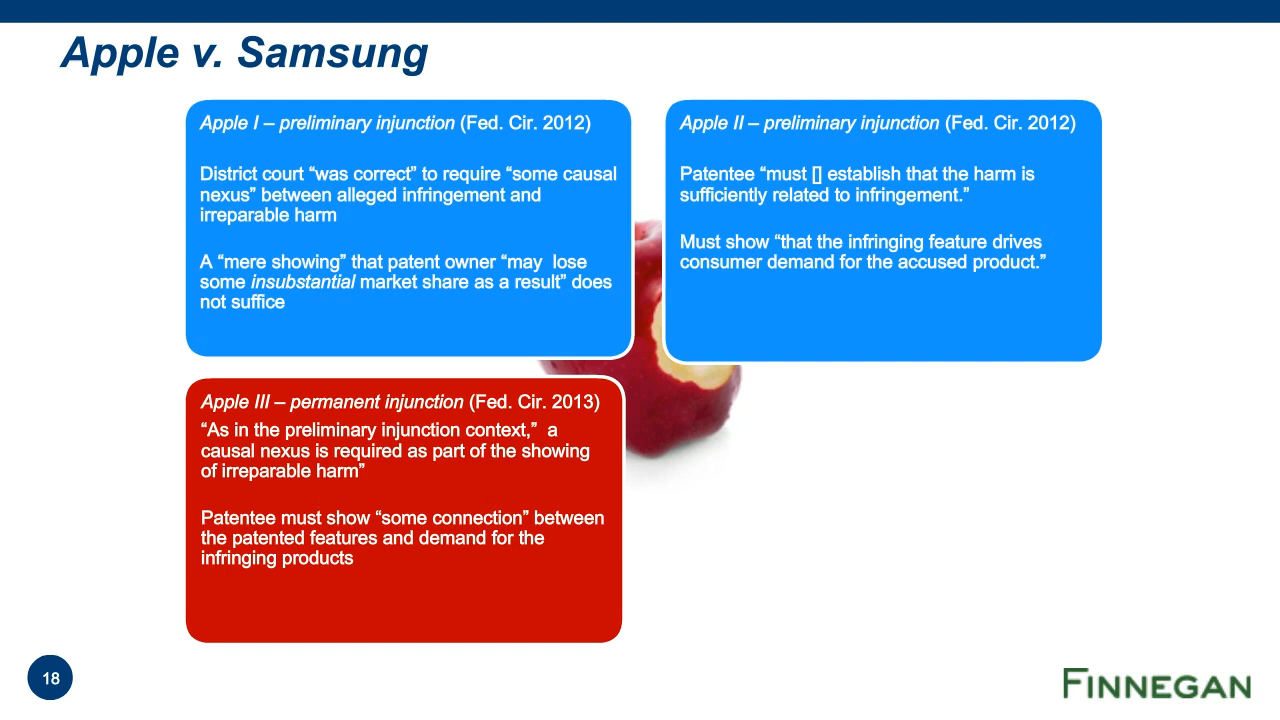 Apple v. Samsung
Apple I – preliminary injunction (Fed. Cir. 2012)
District court “was correct” to require “some causal
nexus” between alleged infringement and
irreparable harm
A “mere showing” that patent owner “may  lose
some insubstantial market share as a result” does
not suffice
Apple II – preliminary injunction (Fed. Cir. 2012)
Patentee “must [] establish that the harm is
sufficiently related to infringement.”
Must show “that the infringing feature drives
consumer demand for the accused product.”
Apple III – permanent injunction (Fed. Cir. 2013)
“As in the preliminary injunction context,”  a
causal nexus is required as part of the showing
of irreparable harm”
Patentee must show “some connection” between
the patented features and demand for the
infringing products
18
FINNEGAN